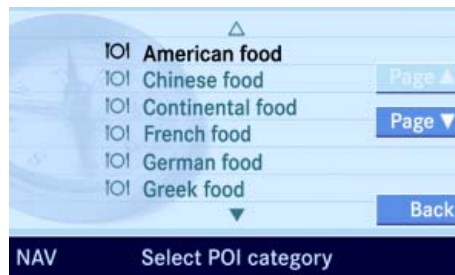 American food
Chinese food
Page ▲
Continental food
Page ▼
French food
German food
Greek food
Back
NAV Select POI category